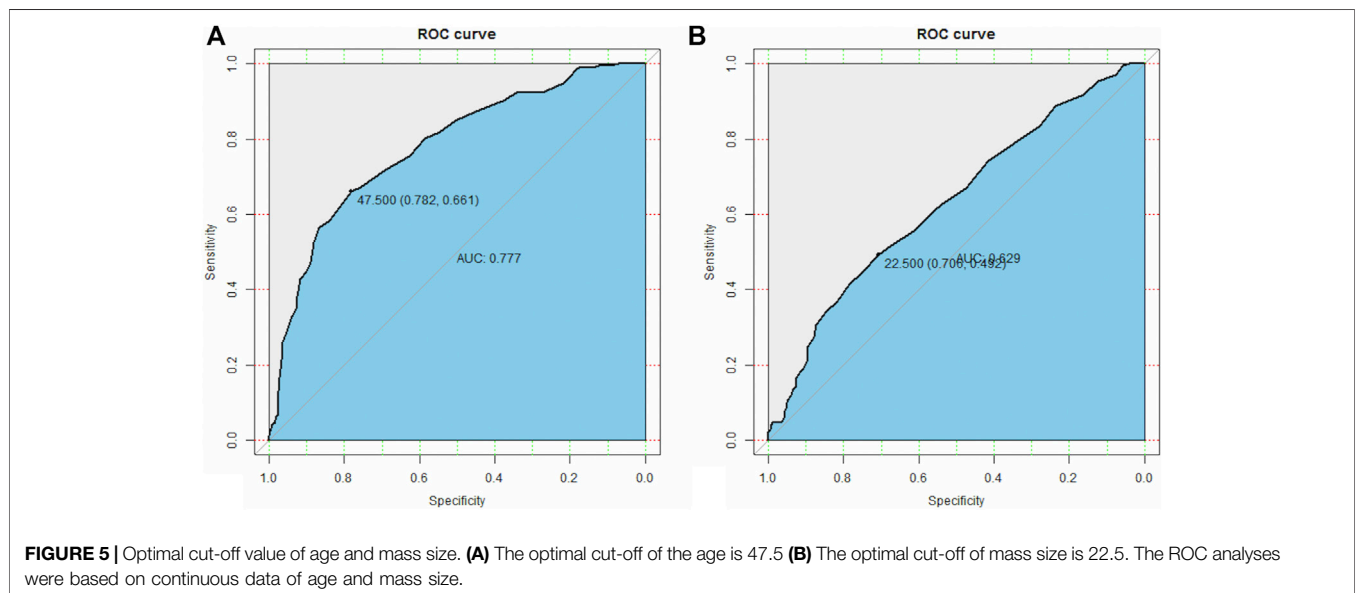 A
ROC curve
1.0
0.8
0.6
0.4
0.2
0.0
Sensitivity
47.500 (0.782, 0.661)
AUC: 0.777
1.0 0.8 0.6 0.4 0.2 0.0
Specificity
B
ROC curve
1.0
0.8
0.6
0.4
0.2
0.0
Sensitivity
22.500 (0.706, 0.492)
AUC: 0.629
1.0 0.8 0.6 0.4 0.2 0.0
Specificity
FIGURE 5 | Optimal cut-off value of age and mass size. (A) The optimal cut-off of the age is 47.5 (B) The optimal cut-off of mass size is 22.5. The ROC analyses
were based on continuous data of age and mass size.